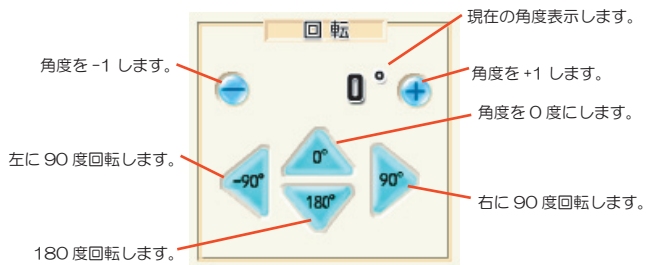 回転
現在の角度表示します。
角度を-1 します。
0°
角度を+1 します。
角度を0 度にします。
0°
左に 90 度回転します。
-90°
90°
180°
右に 90 度回転します。
180 度回転します。